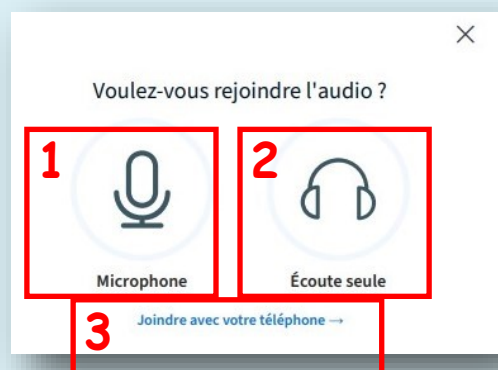 Voulez-vous rejoindre l'audio ?
1
2
Microphone
Écoute seule
3
Joindre avec votre téléphone →